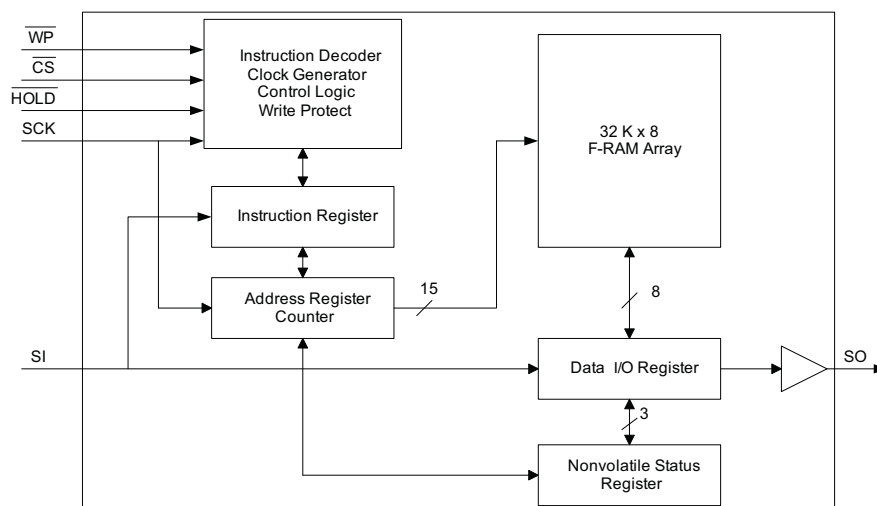 WP
CS
HOLD
SCK
Instruction Decoder
Clock Generator
Control Logic
Write Protect
32 K x 8
F-RAM Array
Instruction Register
Address Register
Counter
15
8
SI
Data I/O Register
SO
3
Nonvolatile Status
Register